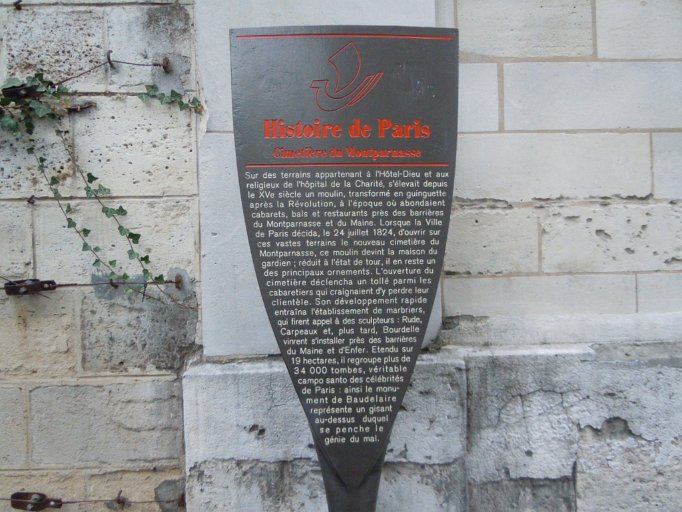 Histoire de Paris
Cimetière du Montparnasse
Sur des terrains appartenant à l'Hôtel-Dieu et aux
religieux de l'hôpital de la Charité, s'élevait depuis
le XVe siècle un moulin, transformé en guinguette
après la Révolution, à l'époque où abondaient
cabarets, bals et restaurants près des barrières
du Montparnasse et du Maine. Lorsque la Ville
de Paris décida, le 24 juillet 1824, d'ouvrir sur
ces vastes terrains le nouveau cimetière du
Montparnasse, ce moulin devint la maison du
gardien ; réduit à l'état de tour, il en reste un
des principaux ornements. L'ouverture du
cimetière déclencha un tollé parmi les
cabaretiers qui craignaient d'y perdre leur
clientèle. Son développement rapide
entraîna l'établissement de marbriers,
qui firent appel à des sculpteurs : Rude,
Carpeaux et, plus tard, Bourdelle
vinrent s'installer près des barrières
du Maine et d'Enfer. Etendu sur
19 hectares, il regroupe plus de
34 000 tombes, véritable
campo santo des célébrités
de Paris : ainsi le monu-
ment de Baudelaire
représente un gisant
au-dessus duquel
se penche le
génie du mal.